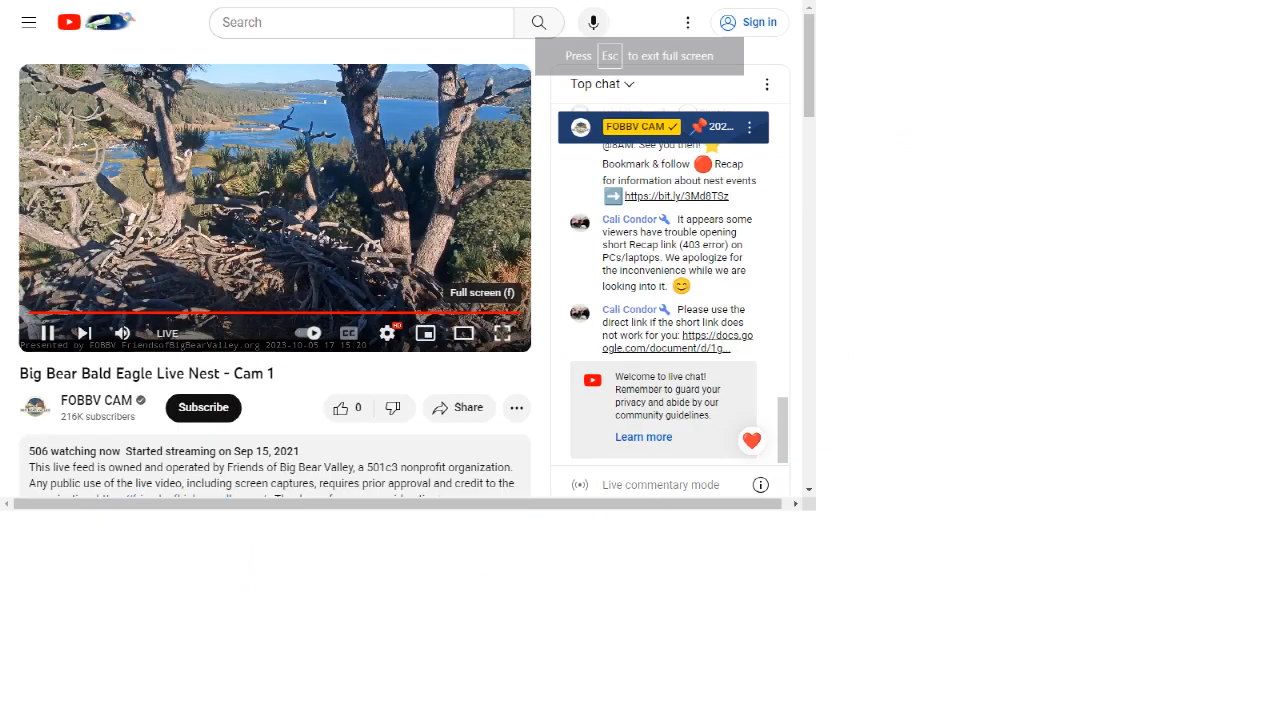 Search
Sign in
Press Esc to exit full screen
Top chat
FOBBV CAM 📌 202...
@8AM. See you then! ⭐
Bookmark & follow 🔴 Recap
for information about nest events
➡️ https://bit.ly/3Md8TSz
Cali Condor It appears some
viewers have trouble opening
short Recap link (403 error) on
PCs/laptops. We apologize for
the inconvenience while we are
looking into it. 😊
Cali Condor Please use the
direct link if the short link does
not work for you: https://docs.go
ogle.com/document/d/1g...
Welcome to live chat!
Remember to guard your
privacy and abide by our
community guidelines.
Learn more
Live commentary mode
Full screen (f)
LIVE
CC
HD
Presented by FOBBV FriendsofBigBearValley.org 2023-10-05 17 15:20
Big Bear Bald Eagle Live Nest - Cam 1
FOBBV CAM
216K subscribers
Subscribe
0
Share
506 watching now Started streaming on Sep 15, 2021
This live feed is owned and operated by Friends of Big Bear Valley, a 501c3 nonprofit organization.
Any public use of the live video, including screen captures, requires prior approval and credit to the